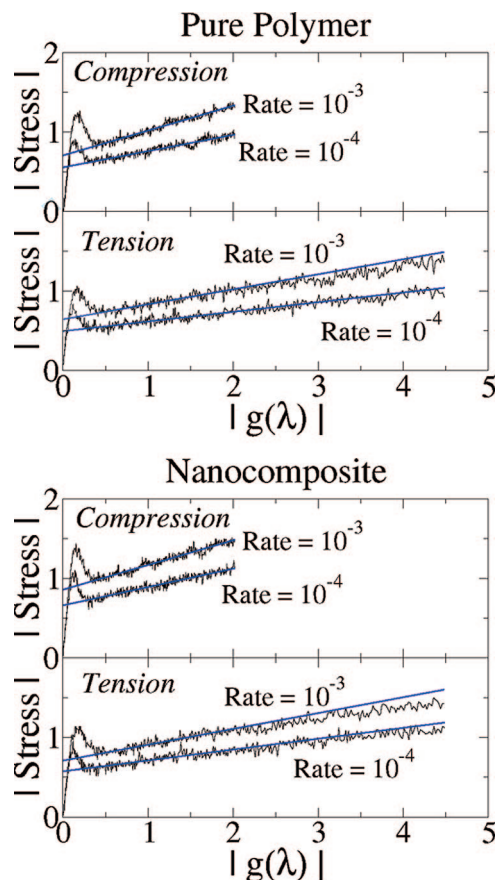 Pure Polymer
2
Compression
Rate = 10⁻³
1
Rate = 10⁻⁴
| Stress |
0
Tension
Rate = 10⁻³
1
Rate = 10⁻⁴
| Stress |
0
0 1 2 3 4 5
| g(λ) |
Nanocomposite
2
Compression
Rate = 10⁻³
1
Rate = 10⁻⁴
| Stress |
0
Tension
Rate = 10⁻³
1
Rate = 10⁻⁴
| Stress |
0
0 1 2 3 4 5
| g(λ) |